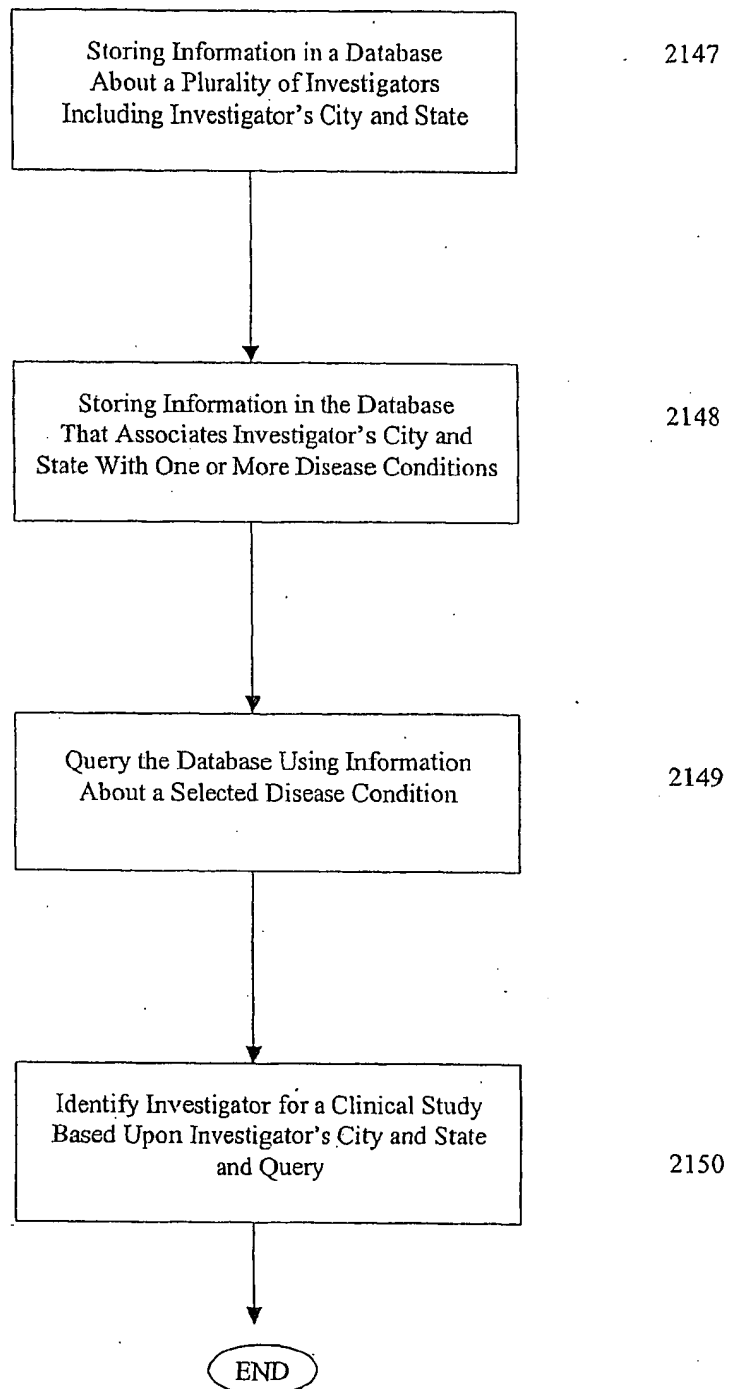 Storing Information in a Database
About a Plurality of Investigators
Including Investigator's City and State
2147
Storing Information in the Database
That Associates Investigator's City and
State With One or More Disease Conditions
2148
Query the Database Using Information
About a Selected Disease Condition
2149
Identify Investigator for a Clinical Study
Based Upon Investigator's City and State
and Query
2150
END